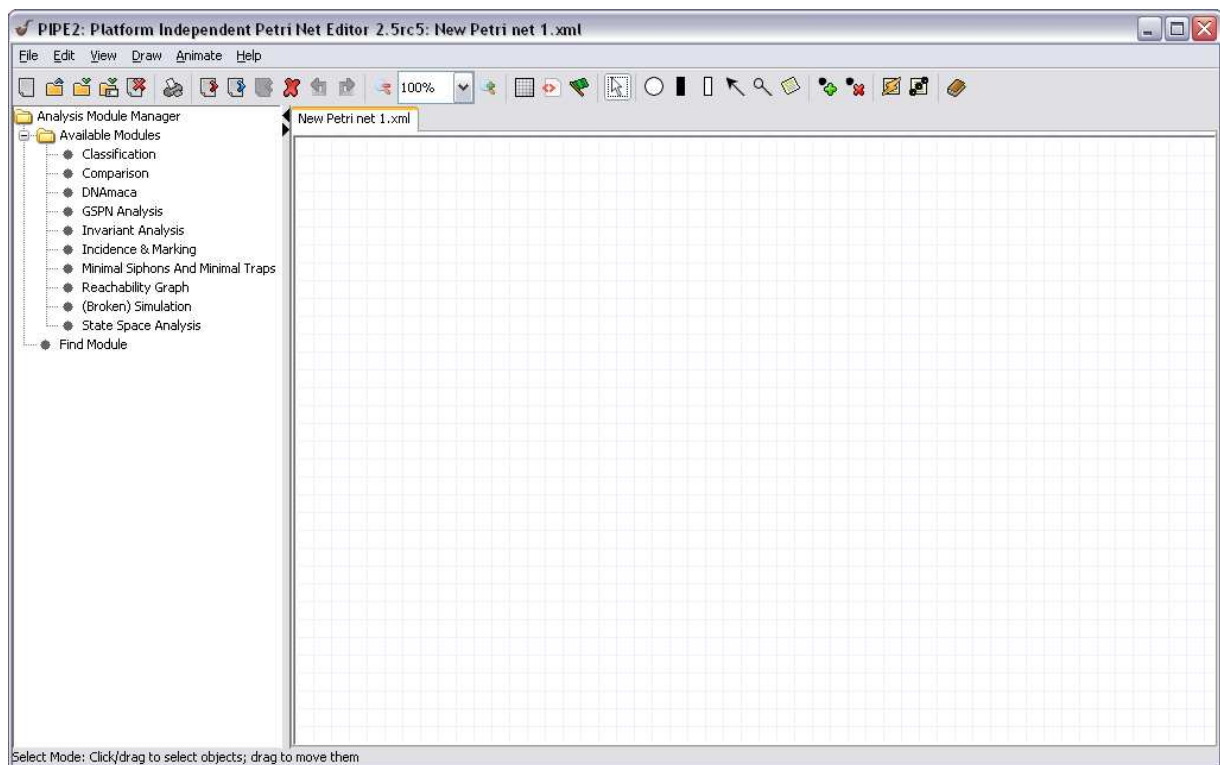 PIPE2: Platform Independent Petri Net Editor 2.5rc5: New Petri net 1.xml
File Edit View Draw Animate Help
100%
Analysis Module Manager
New Petri net 1.xml
Available Modules
Classification
Comparison
DNAmaca
GSPN Analysis
Invariant Analysis
Incidence & Marking
Minimal Siphons And Minimal Traps
Reachability Graph
(Broken) Simulation
State Space Analysis
Find Module
Select Mode: Click/drag to select objects; drag to move them